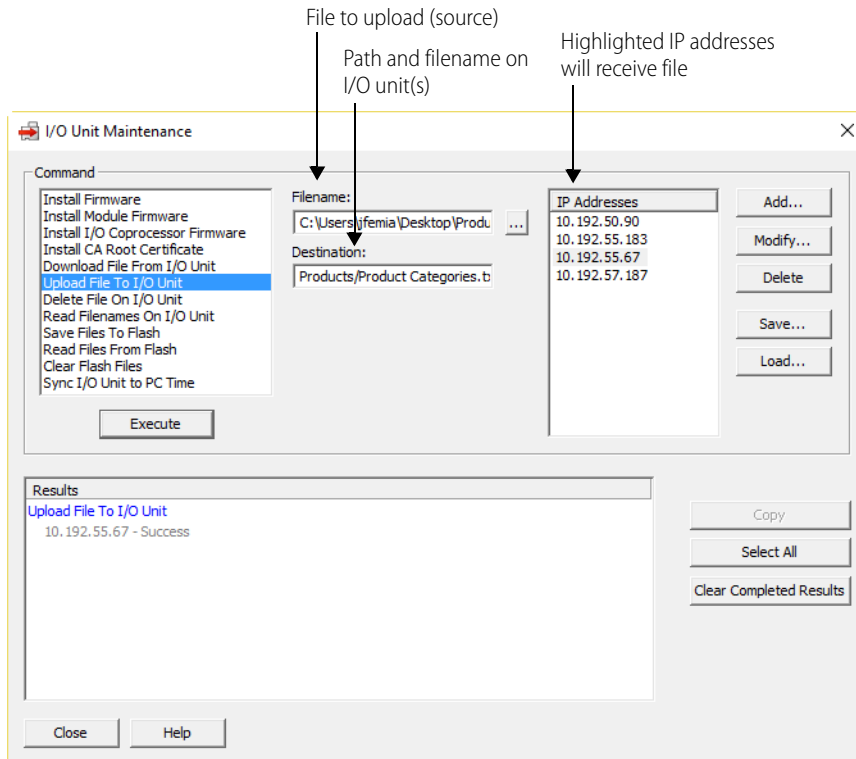 File to upload (source)
Path and filename on
I/O unit(s)
Highlighted IP addresses
will receive file
I/O Unit Maintenance
Command
Install Firmware
Install Module Firmware
Install I/O Coprocessor Firmware
Install CA Root Certificate
Download File From I/O Unit
Upload File To I/O Unit
Delete File On I/O Unit
Read Filenames On I/O Unit
Save Files To Flash
Read Files From Flash
Clear Flash Files
Sync I/O Unit to PC Time
Execute
Filename:
C:\Users\jfemia\Desktop\Produ
...
Destination:
Products/Product Categories.t
IP Addresses
10.192.50.90
10.192.55.183
10.192.55.67
10.192.57.187
Add...
Modify...
Delete
Save...
Load...
Results
Upload File To I/O Unit
10.192.55.67 - Success
Copy
Select All
Clear Completed Results
Close
Help